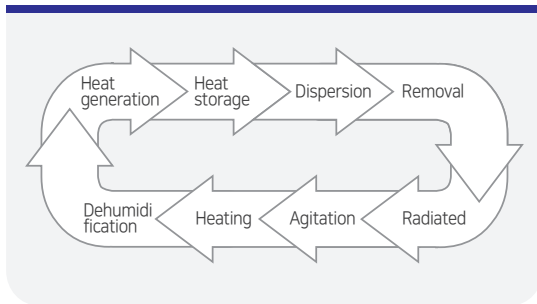 Heat
generation
Heat
storage
Dispersion
Removal
Radiated
Agitation
Heating
Dehumidi
fication